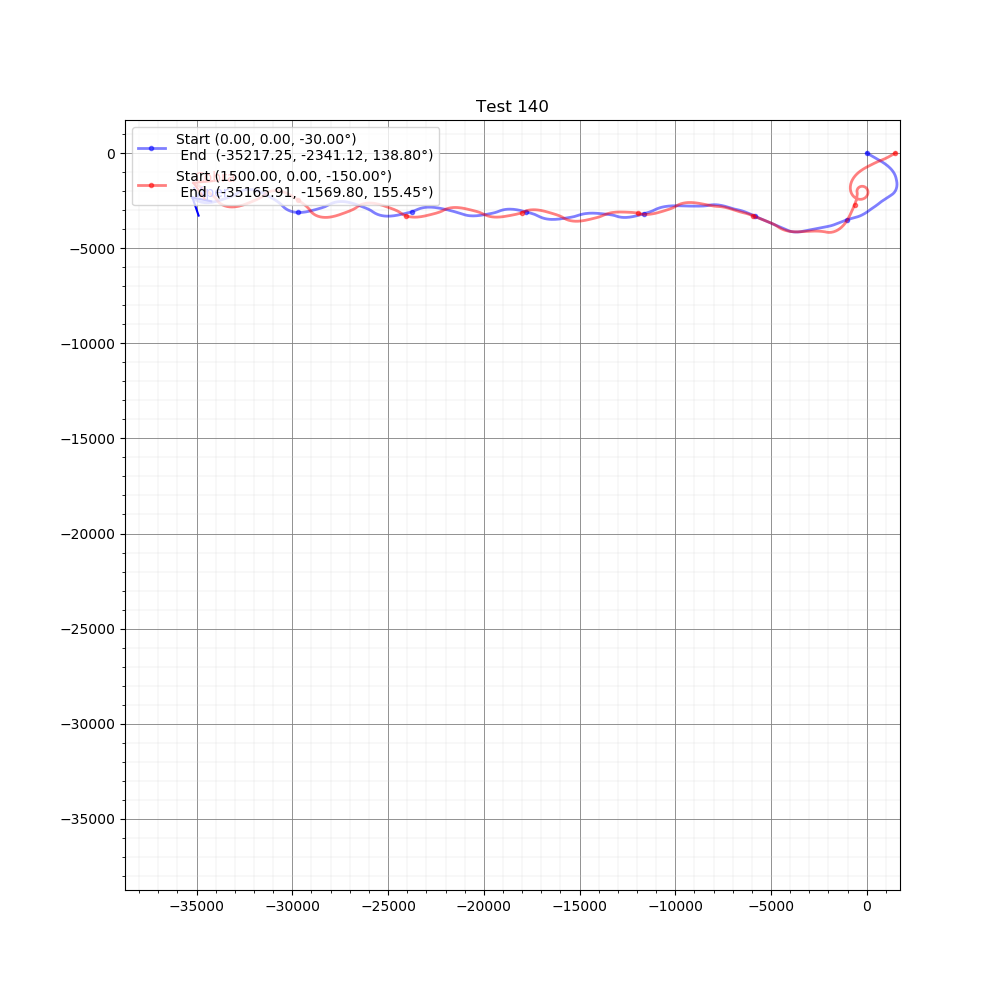 Test 140
Start (0.00, 0.00, -30.00°)
End  (-35217.25, -2341.12, 138.80°)
Start (1500.00, 0.00, -150.00°)
End  (-35165.91, -1569.80, 155.45°)
0
−5000
−10000
−15000
−20000
−25000
−30000
−35000
−35000 −30000 −25000 −20000 −15000 −10000 −5000 0